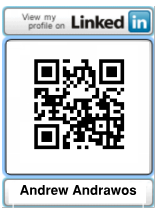 View my
profile on
Linked in
Andrew Andrawos